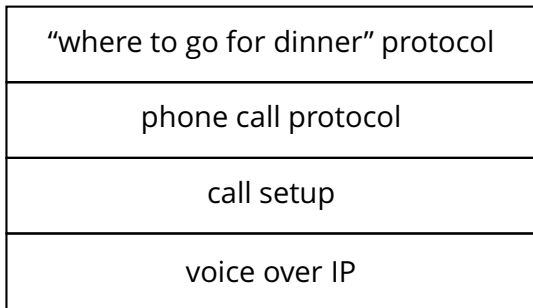 “where to go for dinner” protocol
phone call protocol
call setup
voice over IP